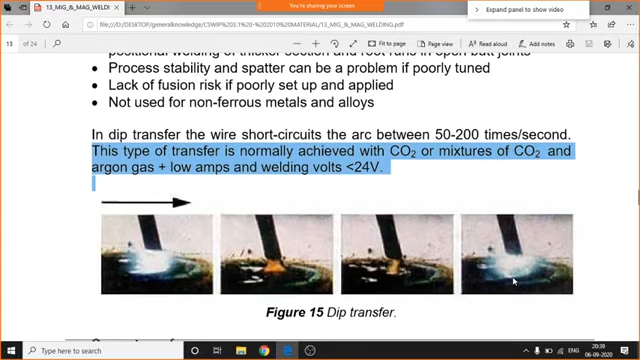 You're sharing your screen
Expand panel to show video
13_MIG_&_MAG_WELDING.pdf
file:///D:/DESKTOP/generalknowledge/CSWIP%203.1%20-%202010%20MATERIAL/13_MIG_&_MAG_WELDING.pdf
13 of 24
Fit to page
Page view
Read aloud
Add notes
positional welding of thicker section and root runs in open butt joints
• Process stability and spatter can be a problem if poorly tuned
• Lack of fusion risk if poorly set up and applied
• Not used for non-ferrous metals and alloys
In dip transfer the wire short-circuits the arc between 50-200 times/second.
This type of transfer is normally achieved with CO2 or mixtures of CO2 and
argon gas + low amps and welding volts <24V.
Figure 15 Dip transfer.
Type here to search
ENG
20:39
06-09-2020